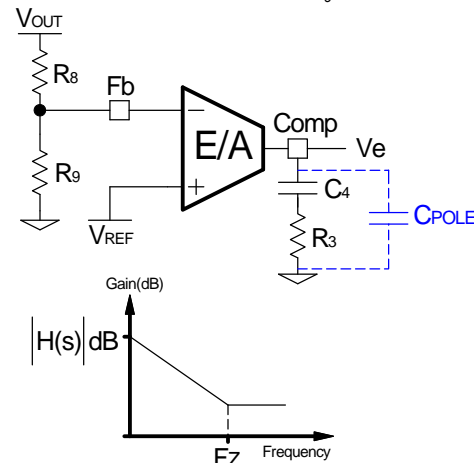 VOUT
R8
Fb
E/A
Comp
Ve
R9
C4
CPOLE
VREF
R3
Gain(dB)
|H(s)|dB
Fz
Frequency